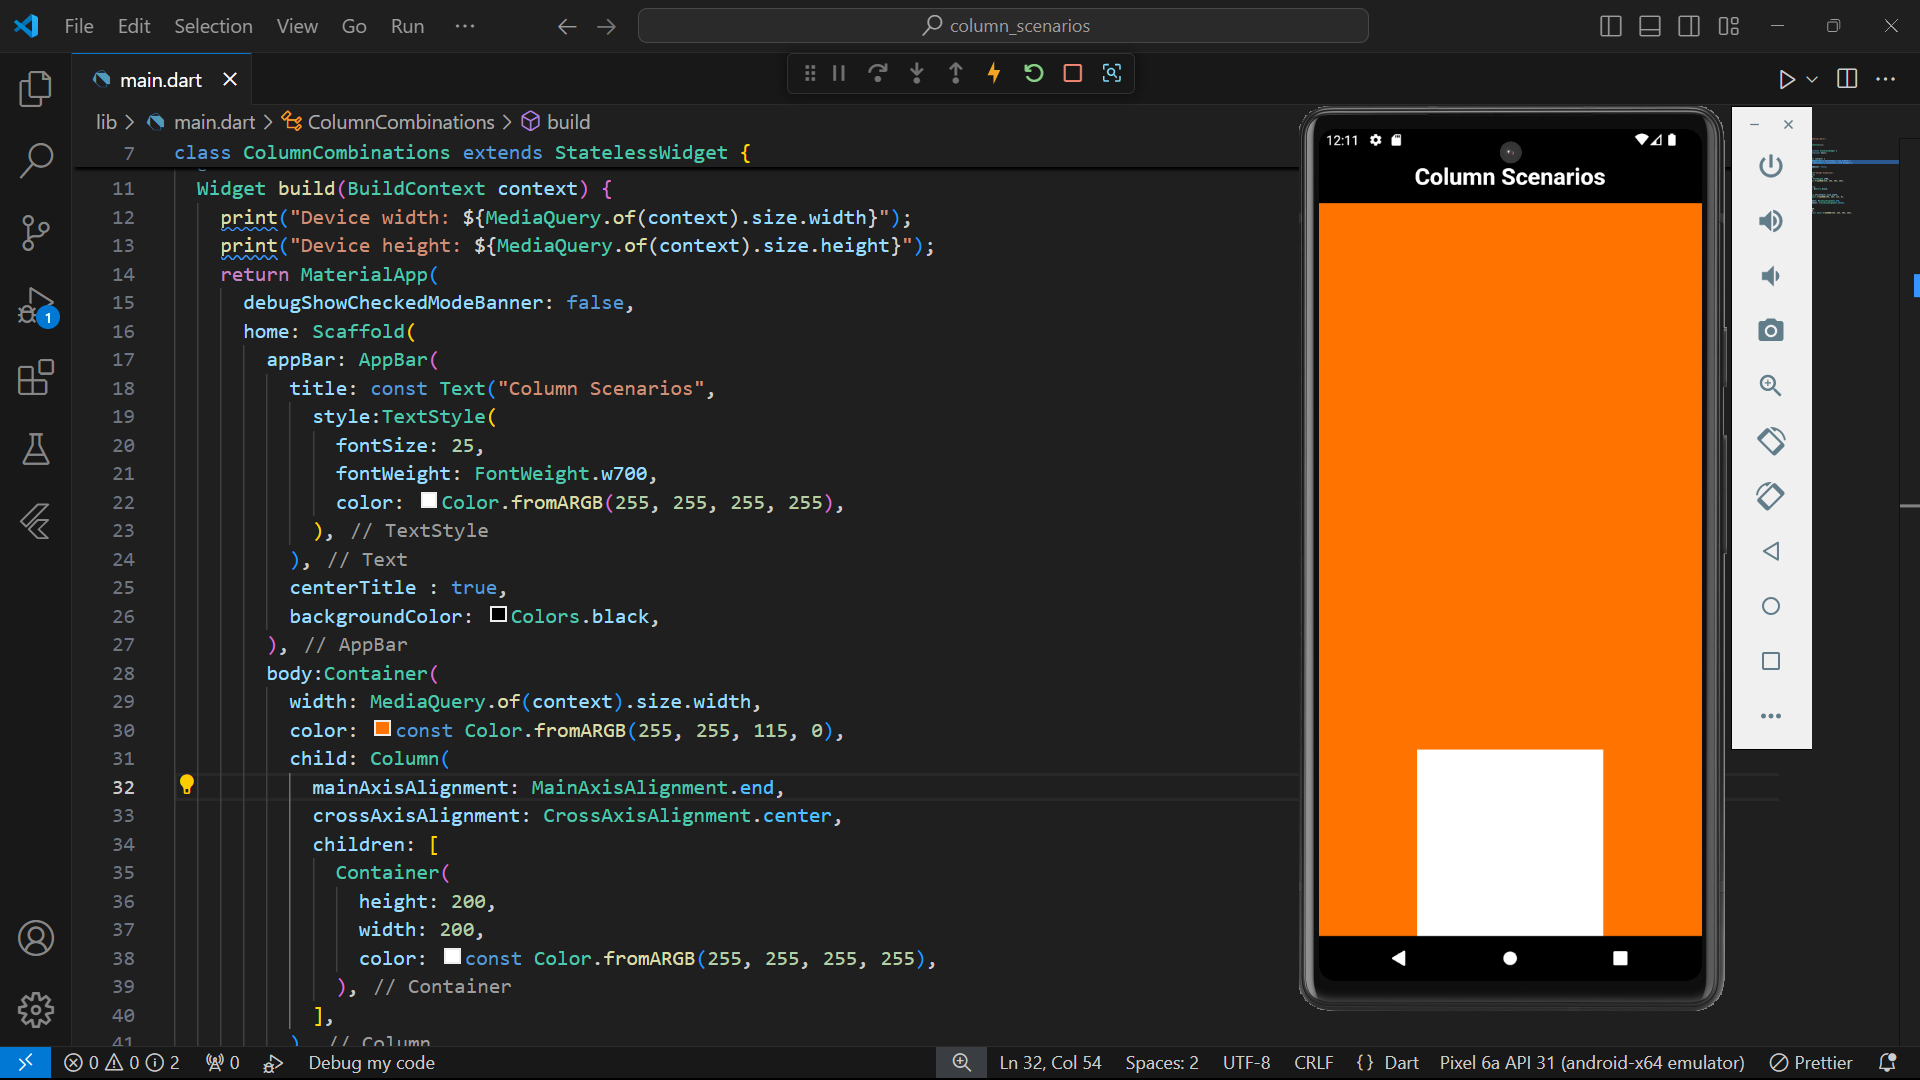 File Edit Selection View Go Run ··· column_scenarios
main.dart
lib > main.dart > ColumnCombinations > build
7 class ColumnCombinations extends StatelessWidget {
11 Widget build(BuildContext context) {
12 print("Device width: ${MediaQuery.of(context).size.width}");
13 print("Device height: ${MediaQuery.of(context).size.height}");
14 return MaterialApp(
15 debugShowCheckedModeBanner: false,
16 home: Scaffold(
17 appBar: AppBar(
18 title: const Text("Column Scenarios",
19 style:TextStyle(
20 fontSize: 25,
21 fontWeight: FontWeight.w700,
22 color: Color.fromARGB(255, 255, 255, 255),
23 ), // TextStyle
24 ), // Text
25 centerTitle : true,
26 backgroundColor: Colors.black,
27 ), // AppBar
28 body:Container(
29 width: MediaQuery.of(context).size.width,
30 color: const Color.fromARGB(255, 255, 115, 0),
31 child: Column(
32 mainAxisAlignment: MainAxisAlignment.end,
33 crossAxisAlignment: CrossAxisAlignment.center,
34 children: [
35 Container(
36 height: 200,
37 width: 200,
38 color: const Color.fromARGB(255, 255, 255, 255),
39 ), // Container
40 ],
41 ) // Column
12:11
Column Scenarios
1
0 0 2 0 Debug my code Ln 32, Col 54 Spaces: 2 UTF-8 CRLF {} Dart Pixel 6a API 31 (android-x64 emulator) Prettier